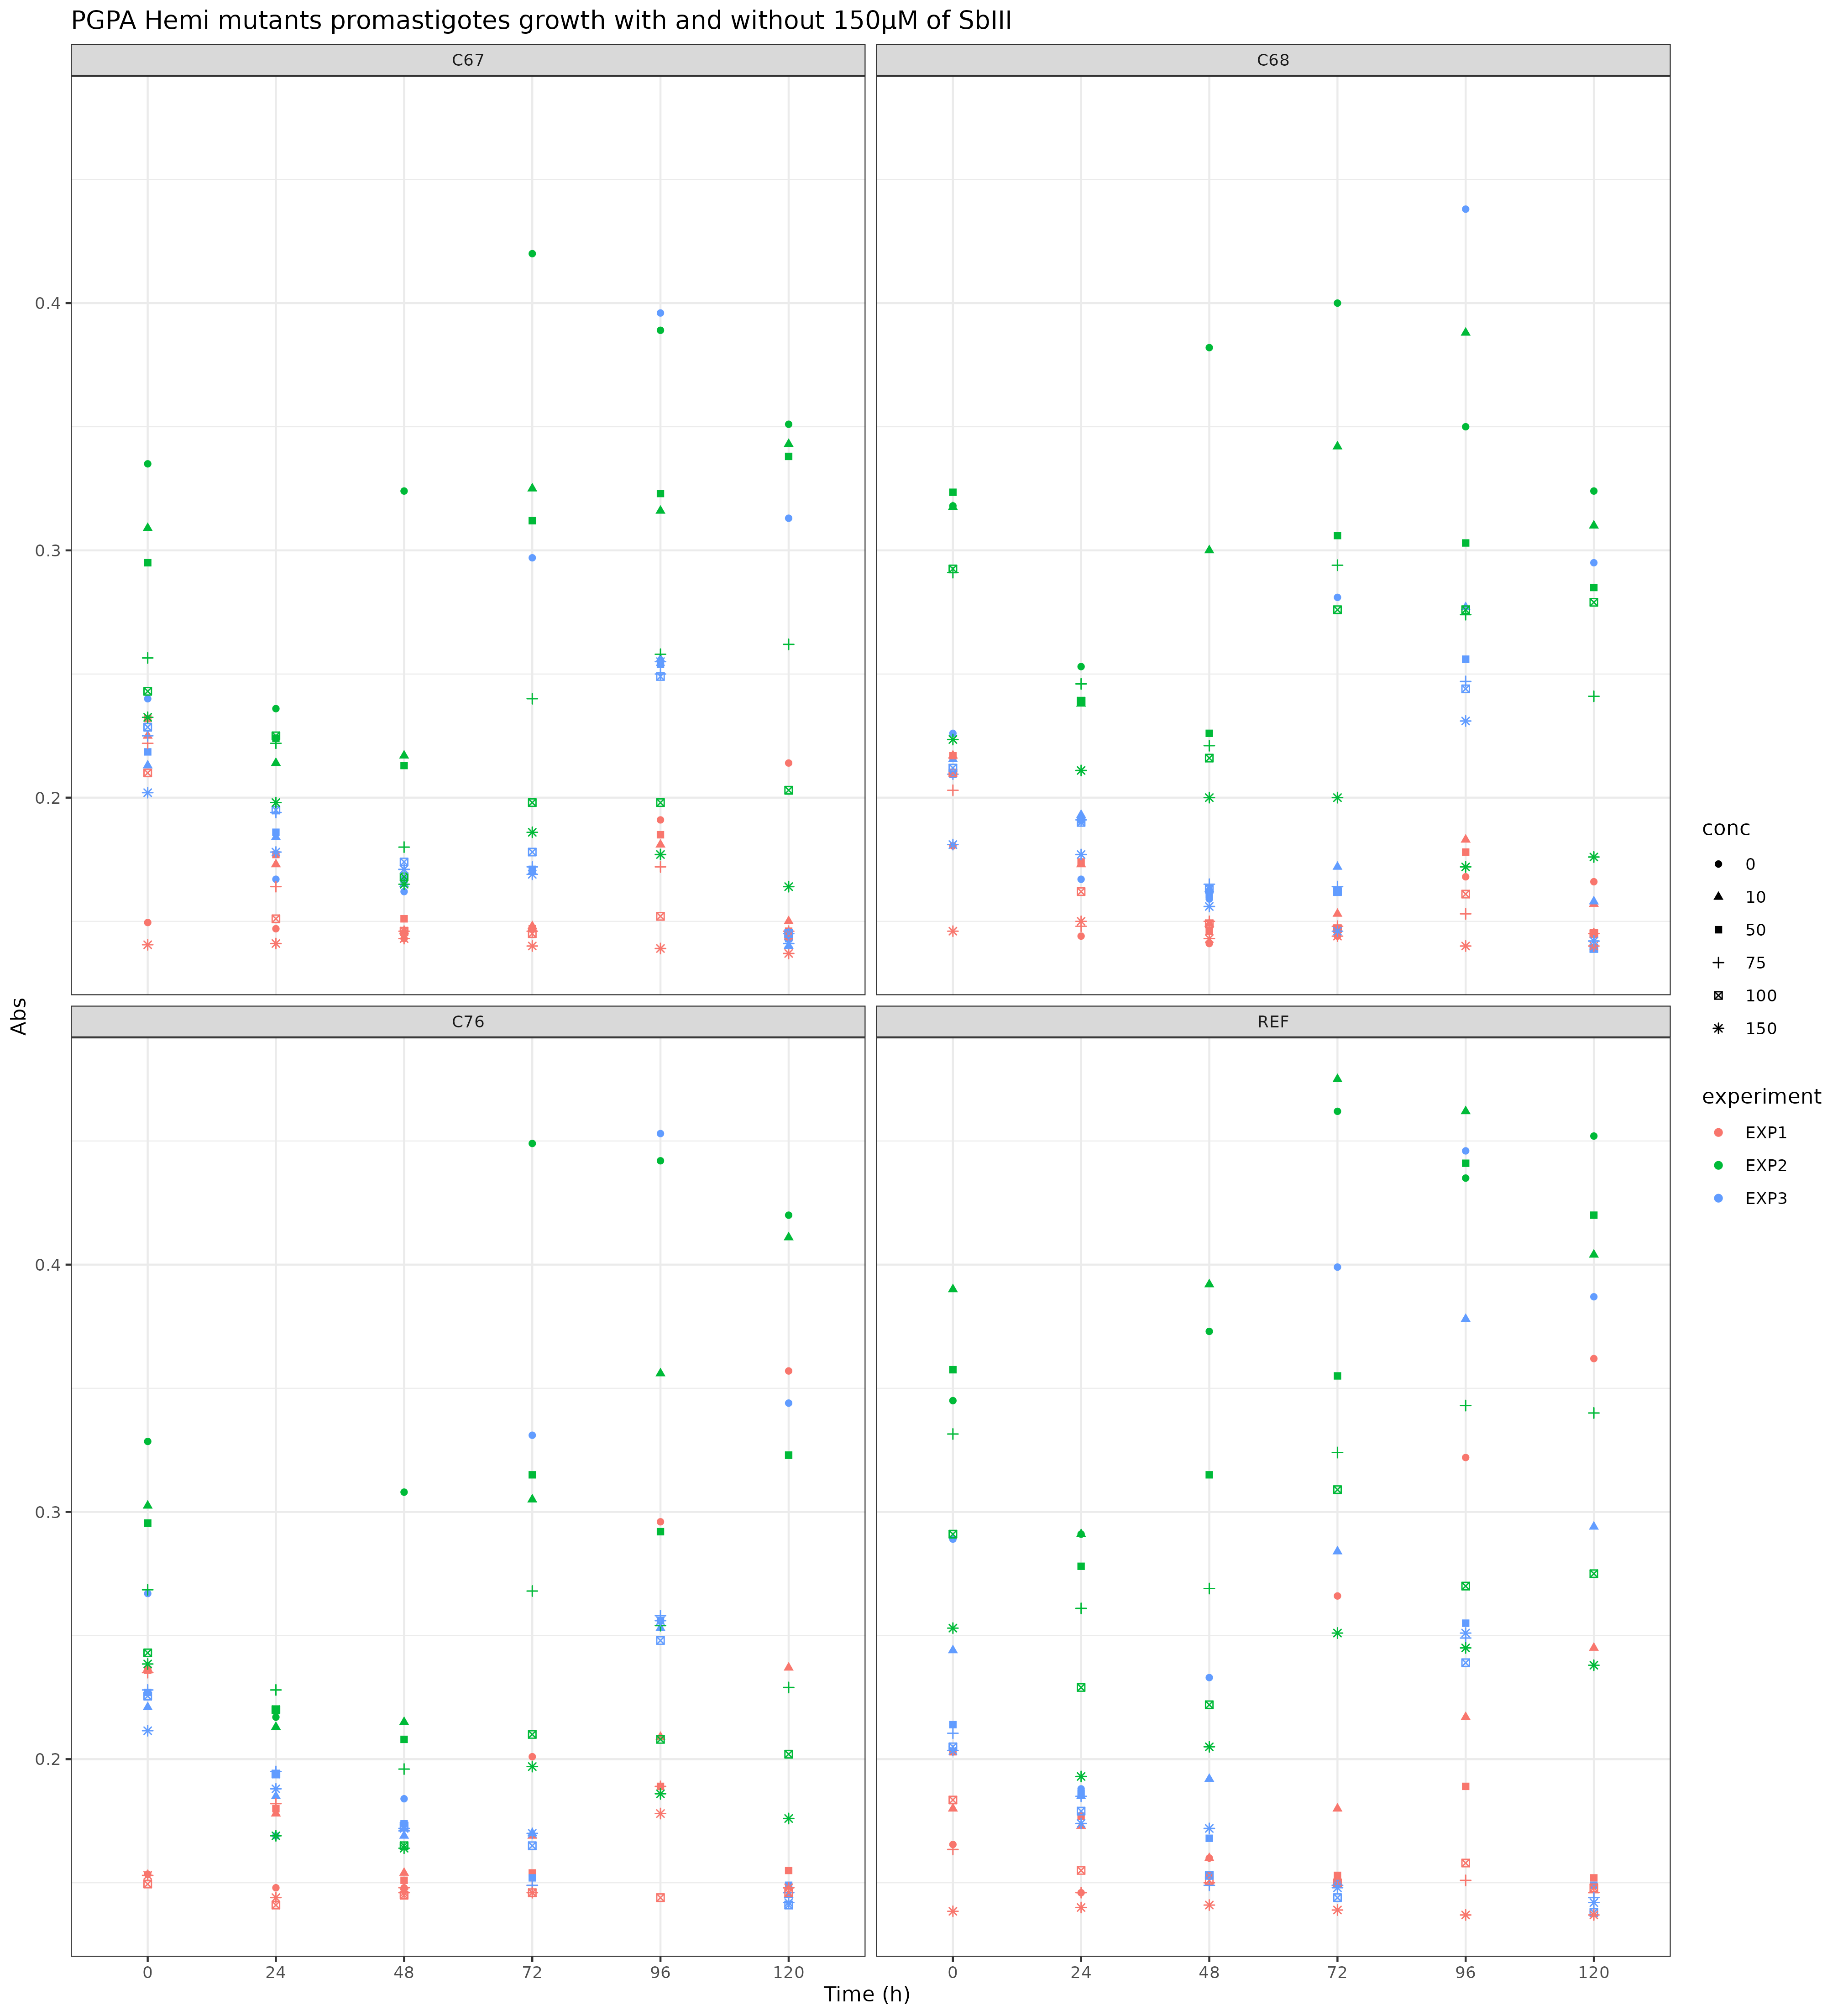 PGPA Hemi mutants promastigotes growth with and without 150μM of SbIII
C67
C68
0.4
0.3
0.2
C76
REF
0.4
0.3
0.2
0 24 48 72 96 120
0 24 48 72 96 120
Time (h)
Abs
conc
0
10
50
75
100
150
experiment
EXP1
EXP2
EXP3